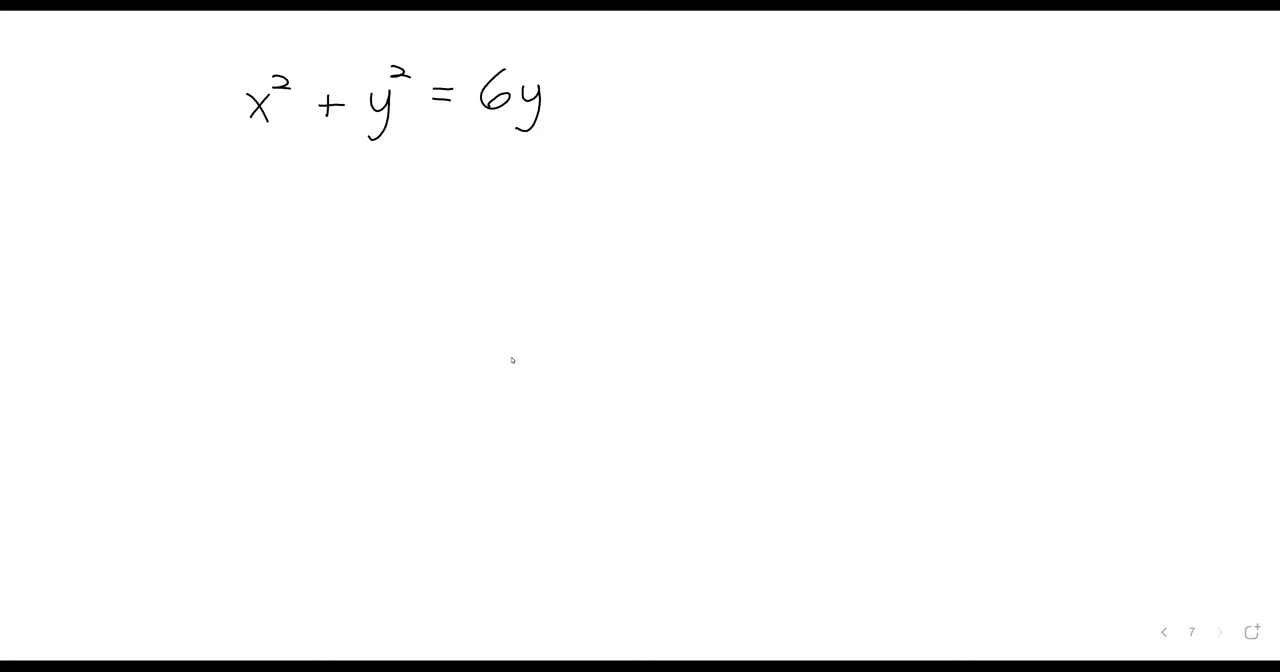 x² + y² = 6y
7